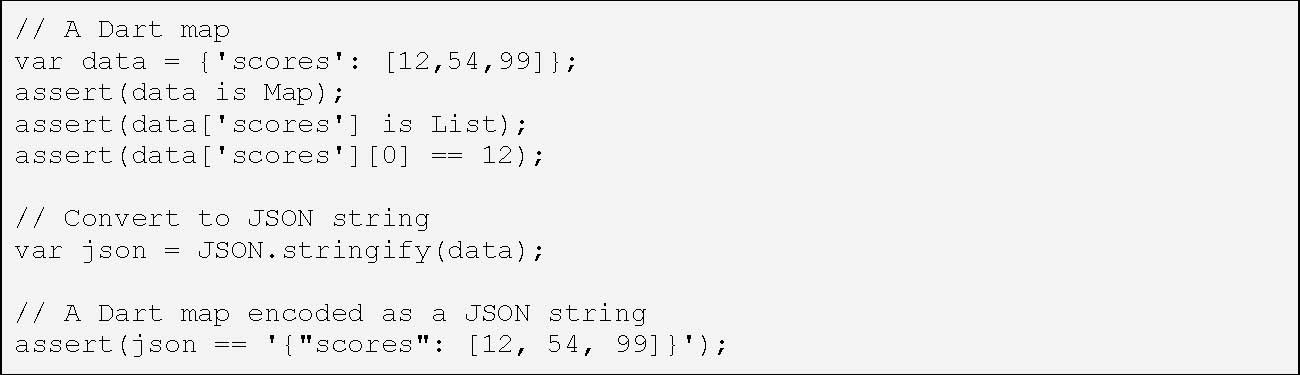 // A Dart map
var data = {'scores': [12,54,99]};
assert(data is Map);
assert(data['scores'] is List);
assert(data['scores'][0] == 12);
// Convert to JSON string
var json = JSON.stringify(data);
// A Dart map encoded as a JSON string
assert(json == '{"scores": [12, 54, 99]}');